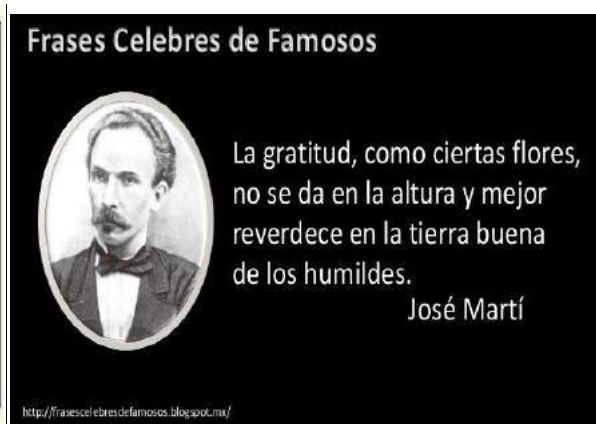 Frases Celebres de Famosos
La gratitud, como ciertas flores,
no se da en la altura y mejor
reverdece en la tierra buena
de los humildes.
José Martí
http://frasescelebresdefamosos.blogspot.mx/